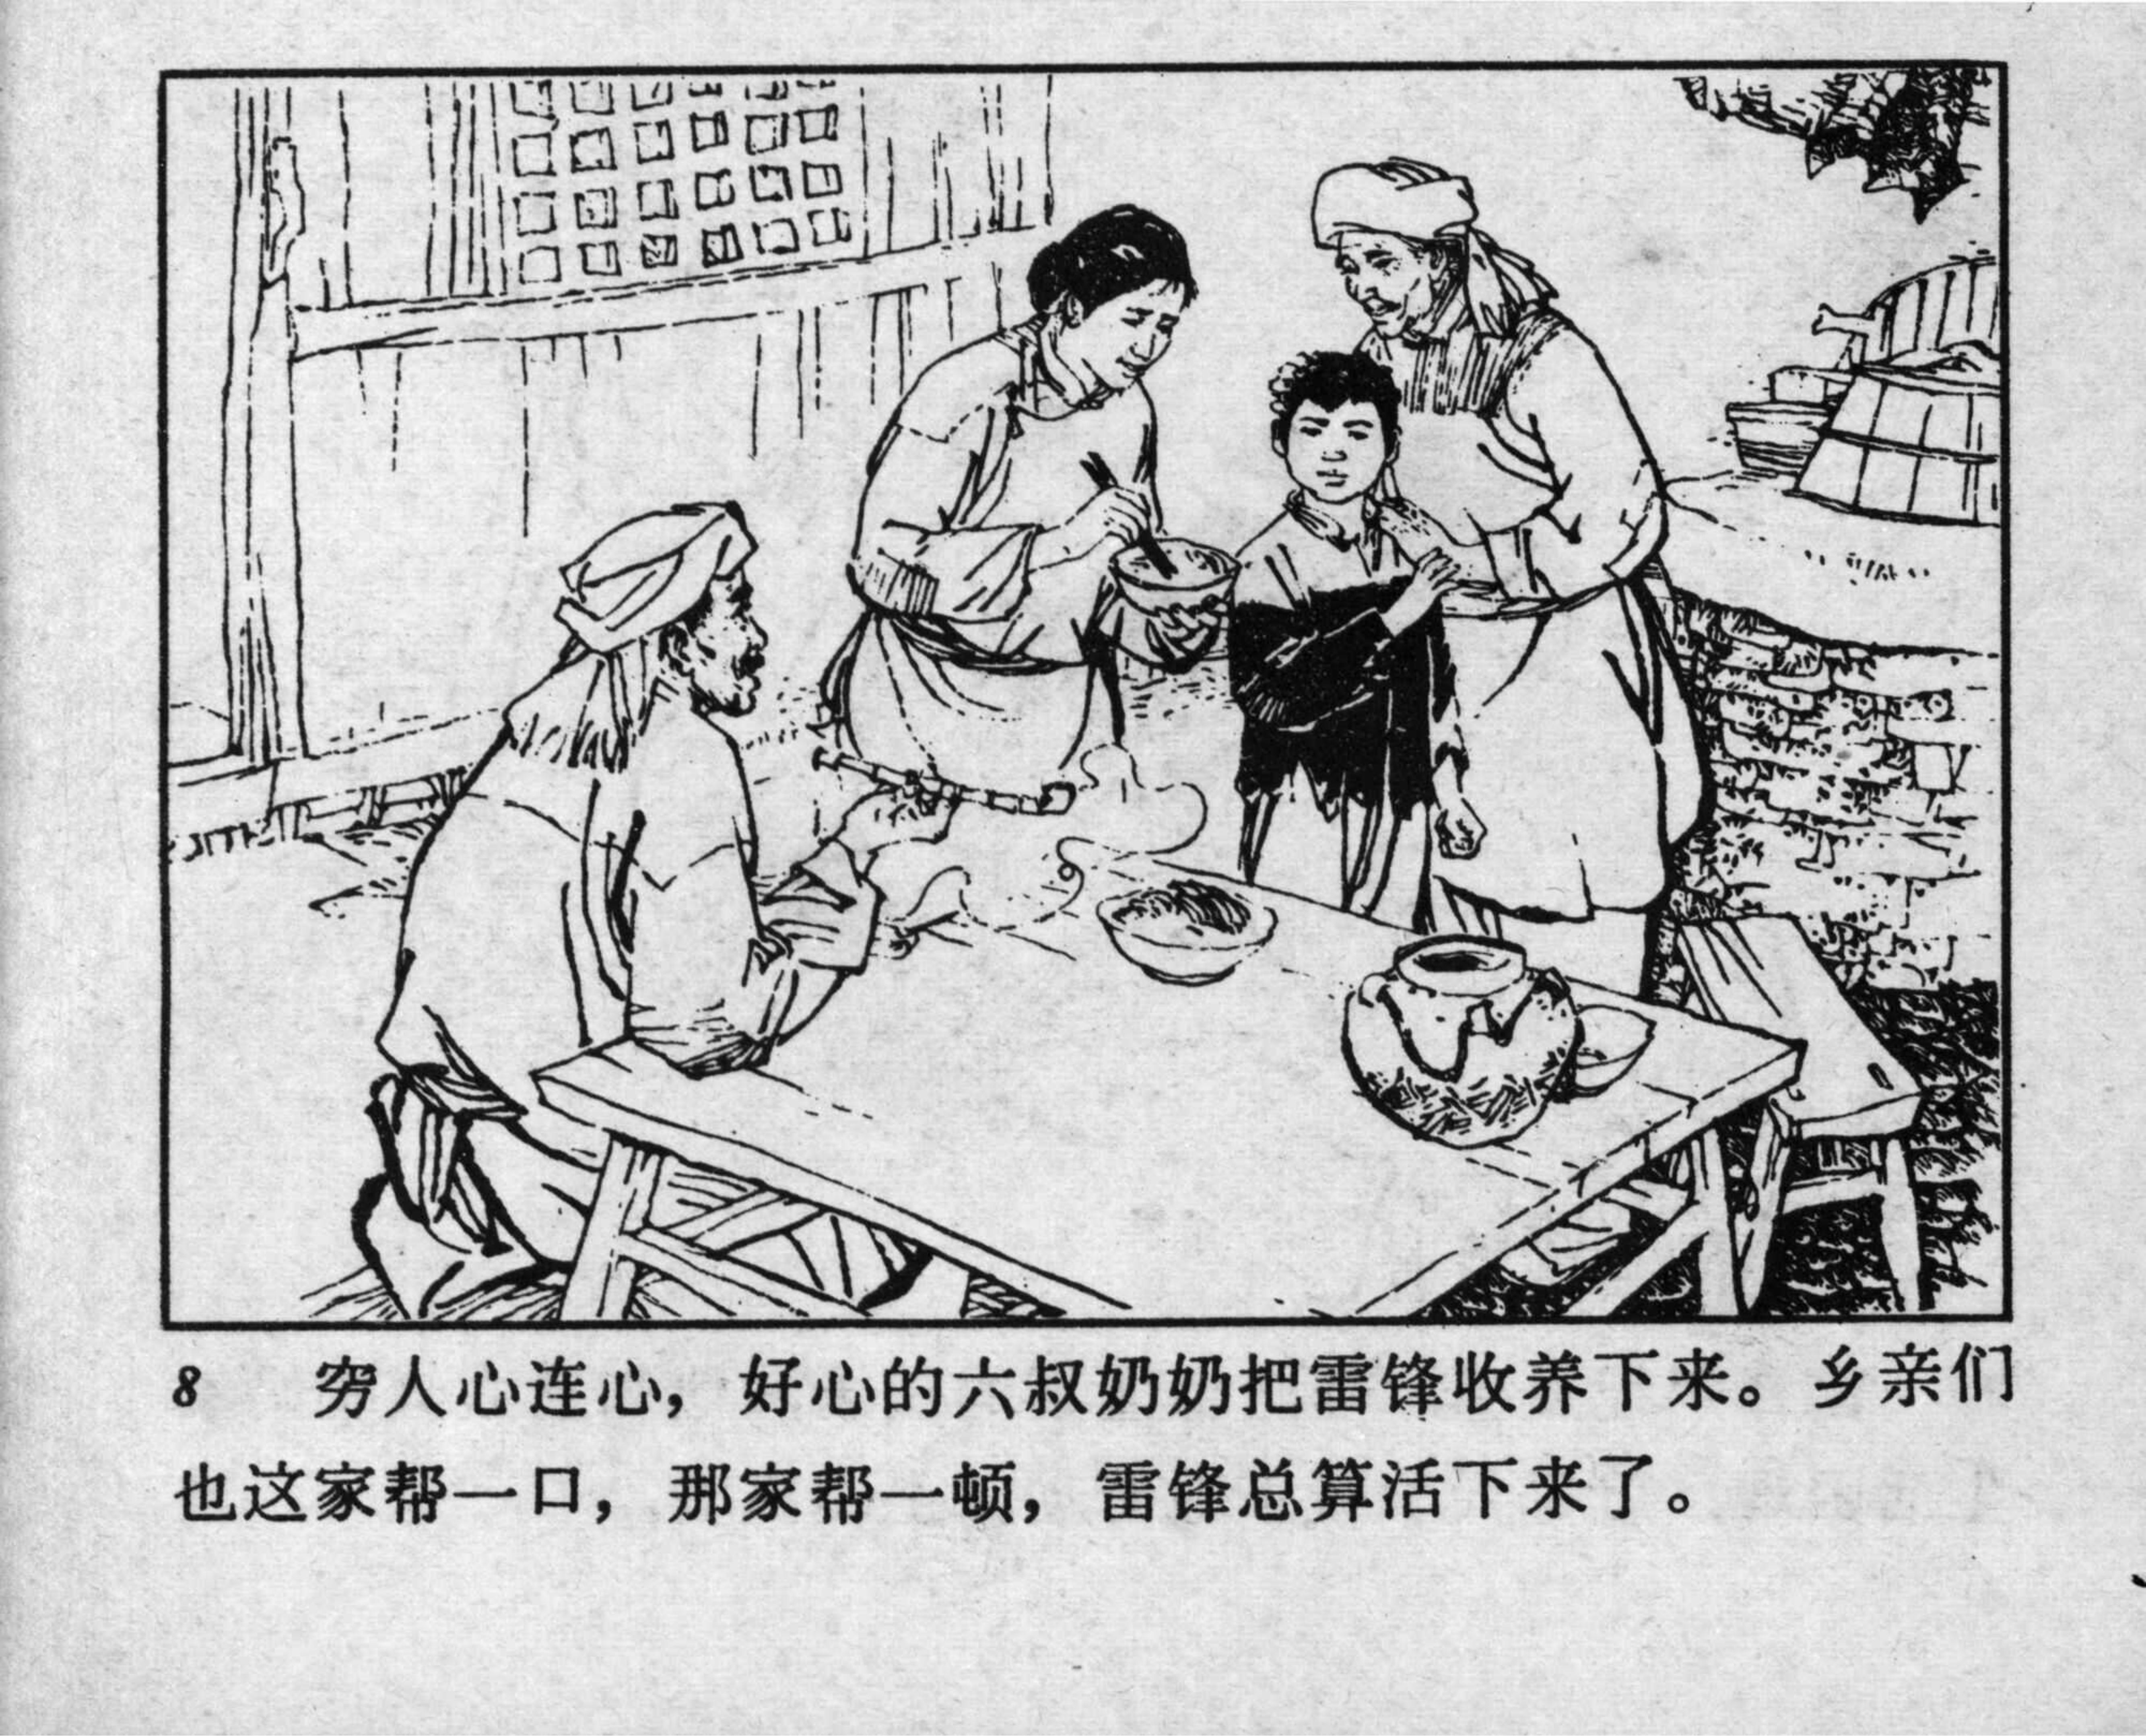 8 穷人心连心，好心的六叔奶奶把雷锋收养下来。乡亲们
也这家帮一口，那家帮一顿，雷锋总算活下来了。